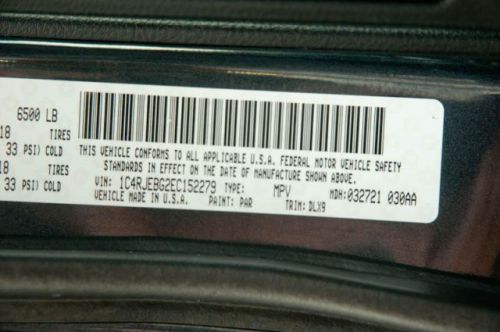 6500 LB
18 TIRES
33 PSI) COLD
18 TIRES
33 PSI) COLD
THIS VEHICLE CONFORMS TO ALL APPLICABLE U.S.A. FEDERAL MOTOR VEHICLE SAFETY
STANDARDS IN EFFECT ON THE DATE OF MANUFACTURE SHOWN ABOVE.
VIN: 1C4RJEBG2EC152279 TYPE: MPV MDH:032721 030AA
VEHICLE MADE IN U.S.A. PAINT: PAR TRIM: DLX9